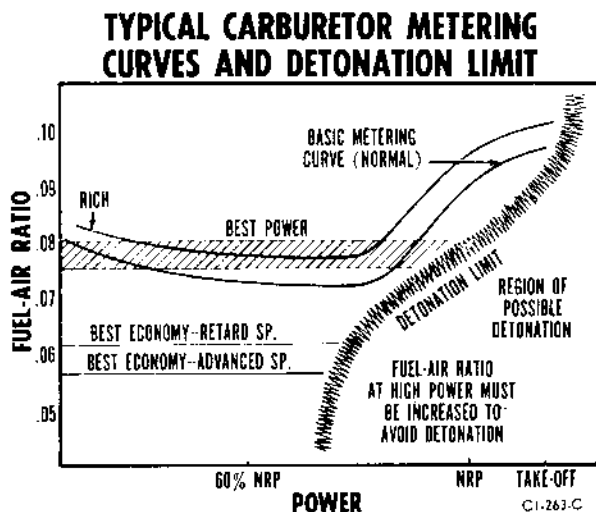 TYPICAL CARBURETOR METERING
CURVES AND DETONATION LIMIT
.10
.09
.08
.07
.06
.05
FUEL-AIR RATIO
RICH
BASIC METERING
CURVE (NORMAL)
BEST POWER
DETONATION LIMIT
REGION OF
POSSIBLE
DETONATION
BEST ECONOMY--RETARD SP.
BEST ECONOMY--ADVANCED SP.
FUEL-AIR RATIO
AT HIGH POWER MUST
BE INCREASED TO
AVOID DETONATION
60% NRP
NRP
TAKE-OFF
POWER
C1-263-C